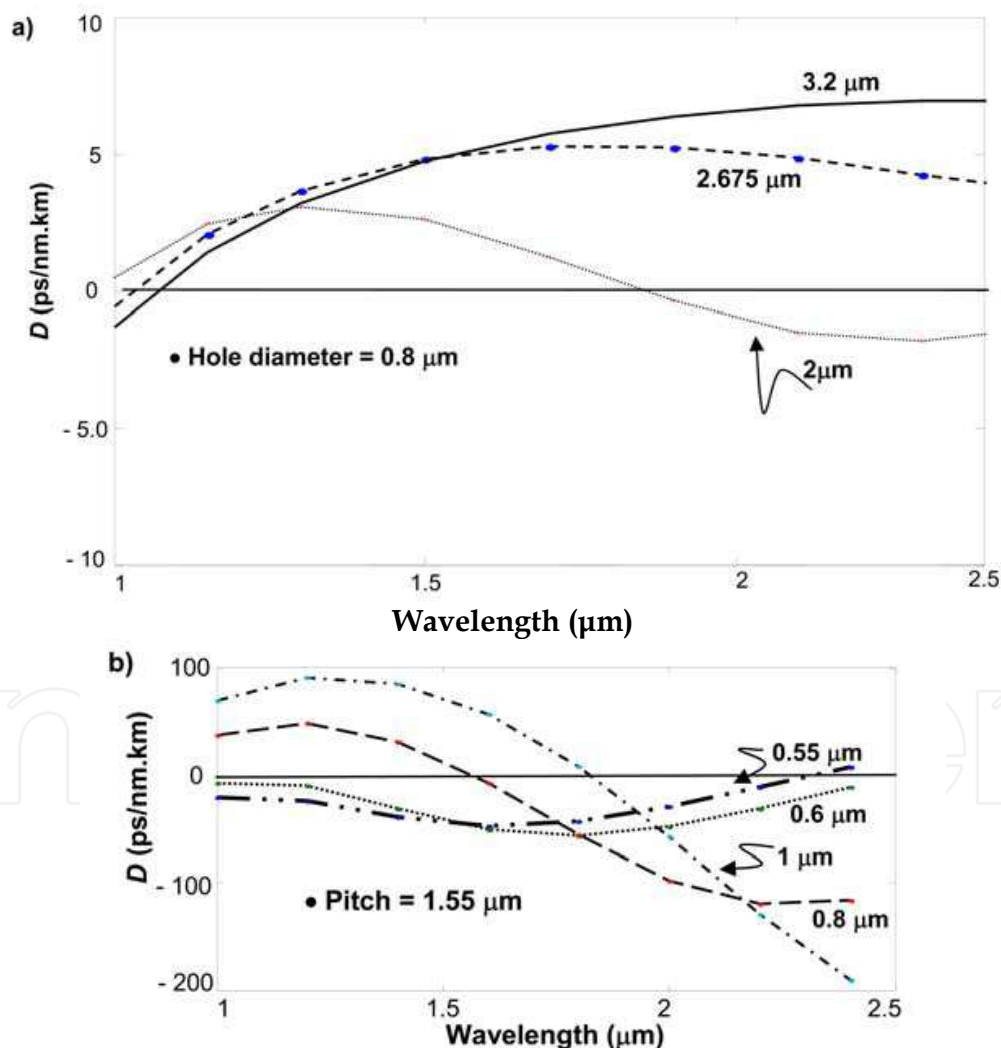 a)
10
5
0
- 5.0
- 10
D (ps/nm.km)
3.2 μm
2.675 μm
• Hole diameter = 0.8 μm
2μm
1
1.5
2
2.5
Wavelength (μm)
b)
100
0
- 100
- 200
D (ps/nm.km)
0.55 μm
0.6 μm
1 μm
0.8 μm
• Pitch = 1.55 μm
1
1.5
2
2.5
Wavelength (μm)